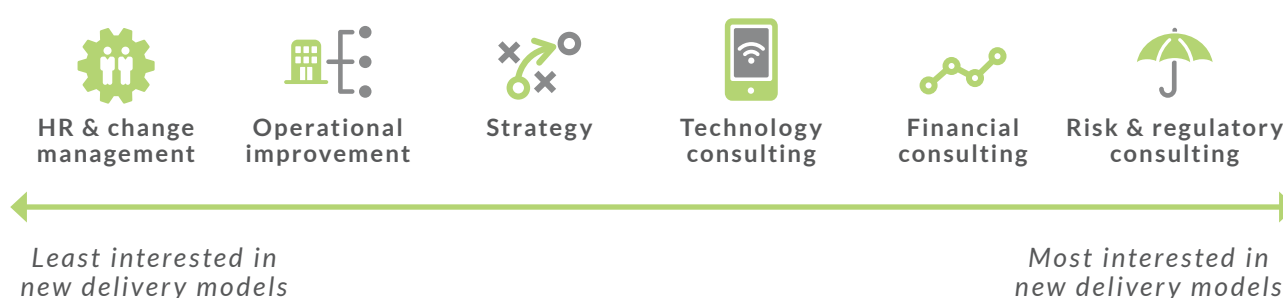 HR & change
management
Operational
improvement
Strategy
Technology
consulting
Financial
consulting
Risk & regulatory
consulting
Least interested in
new delivery models
Most interested in
new delivery models